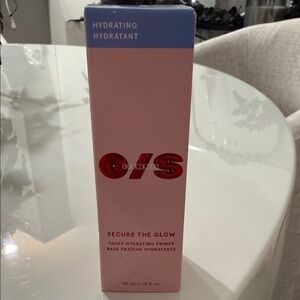 HYDRATING
HYDRATANT
O/S
SECURE THE GLOW
TACKY HYDRATING PRIMER
BASE FRAÎCHE HYDRATANTE
30 mL / 1.0 fl. oz.